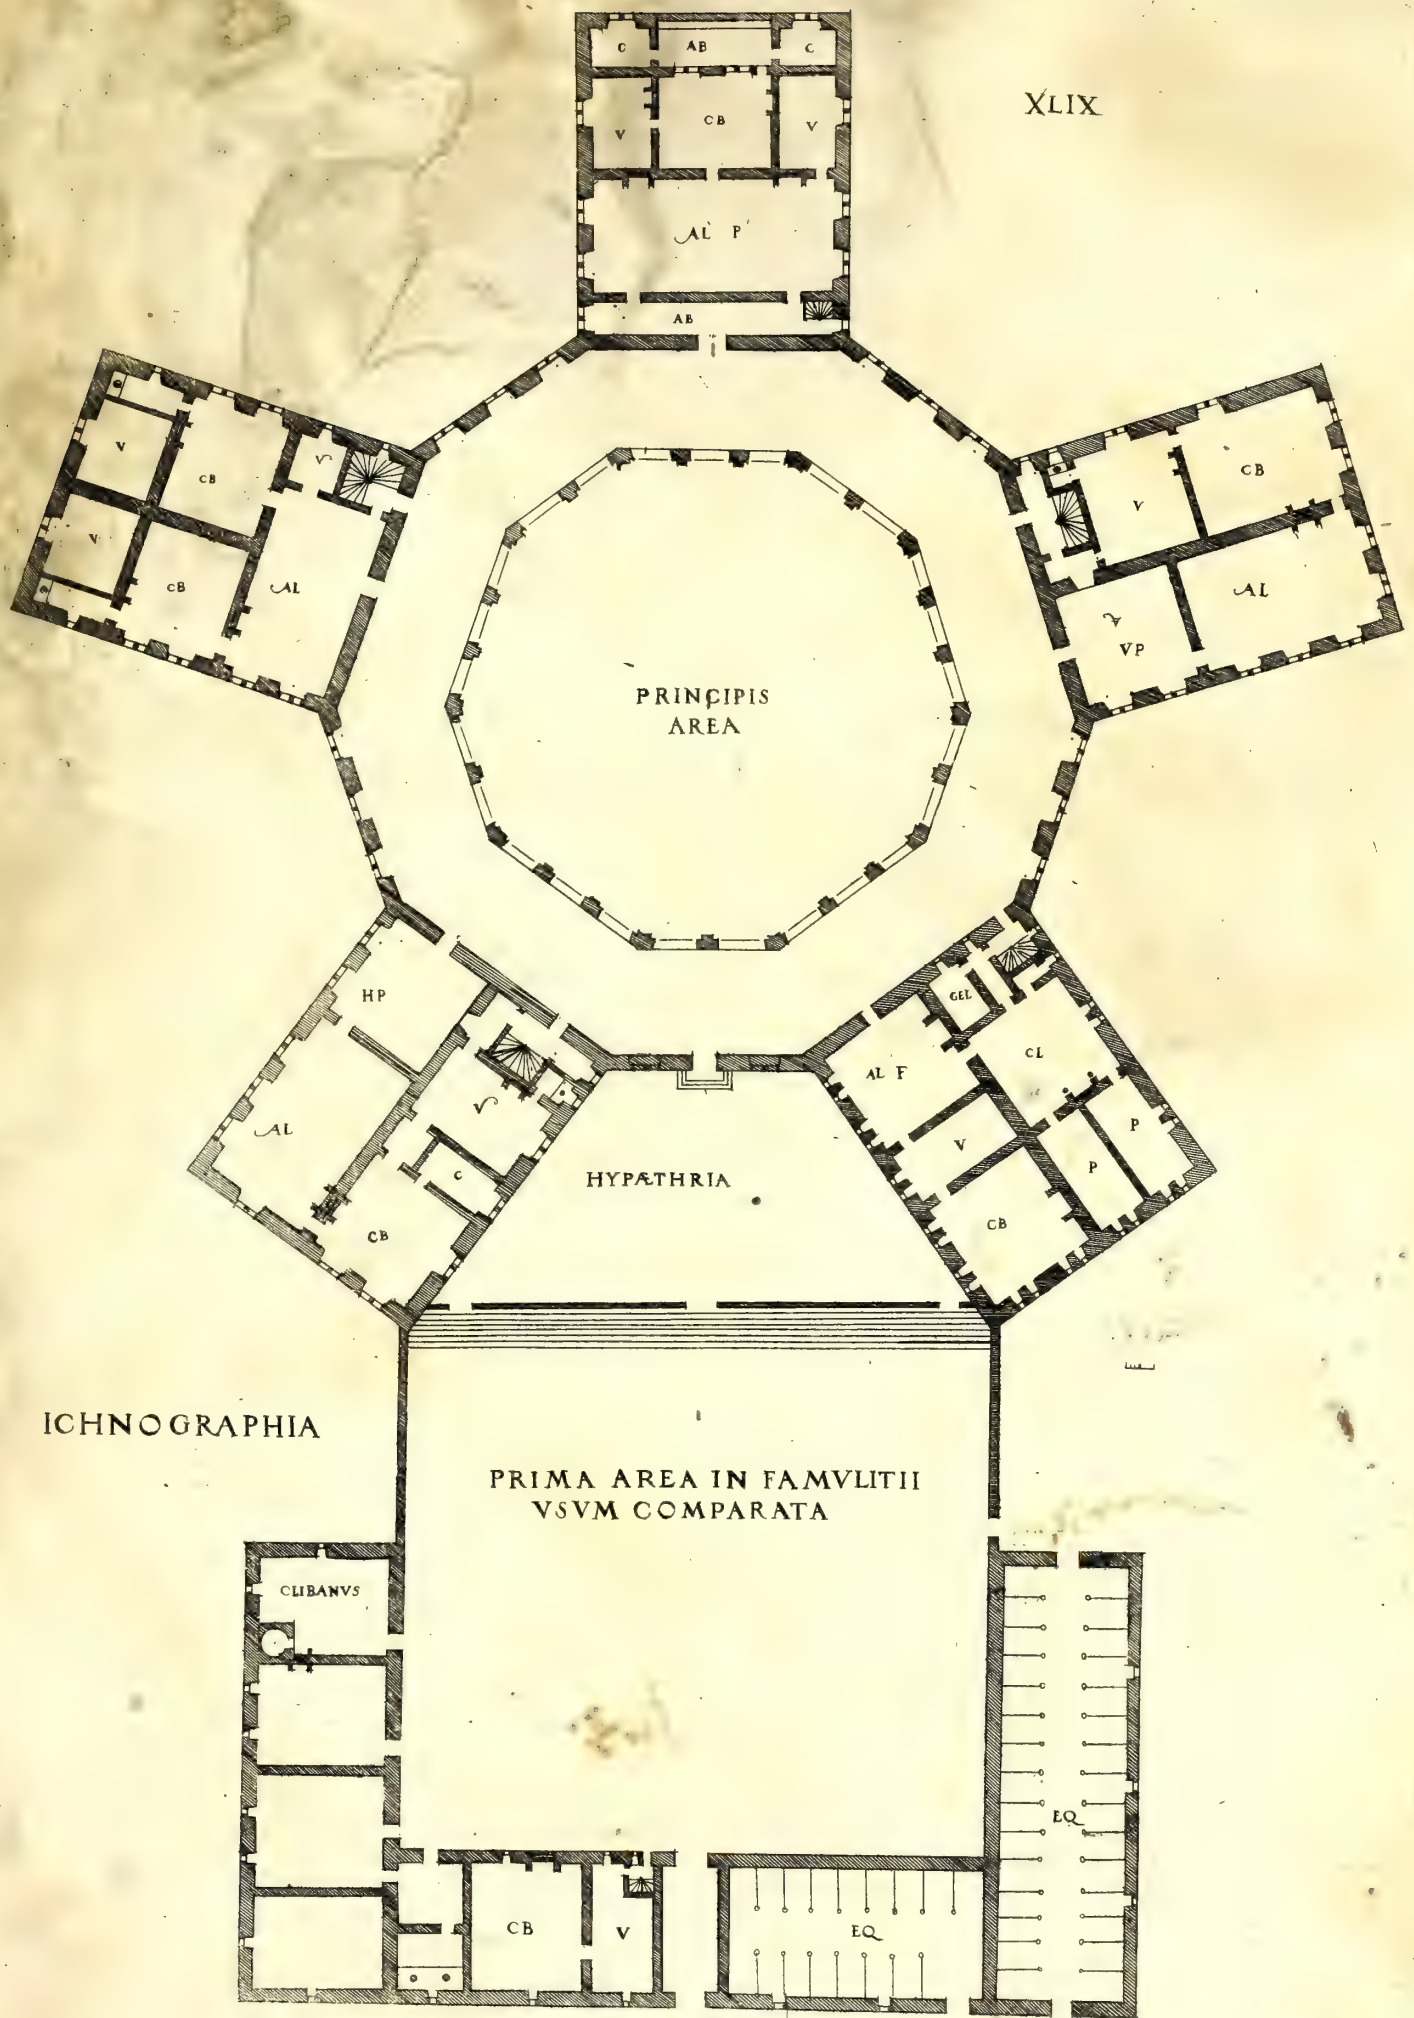 XLIX
C AB C
V CB V
AL P
AB
V CB V
V CB AL
V CB
VP AL
PRINCIPIS
AREA
HP
AL V
C
CB
GEL
AL F CL
V P P
CB
HYPÆTHRIA
ICHNOGRAPHIA
PRIMA AREA IN FAMVLITII
VSVM COMPARATA
CLIBANVS
EQ
CB V EQ